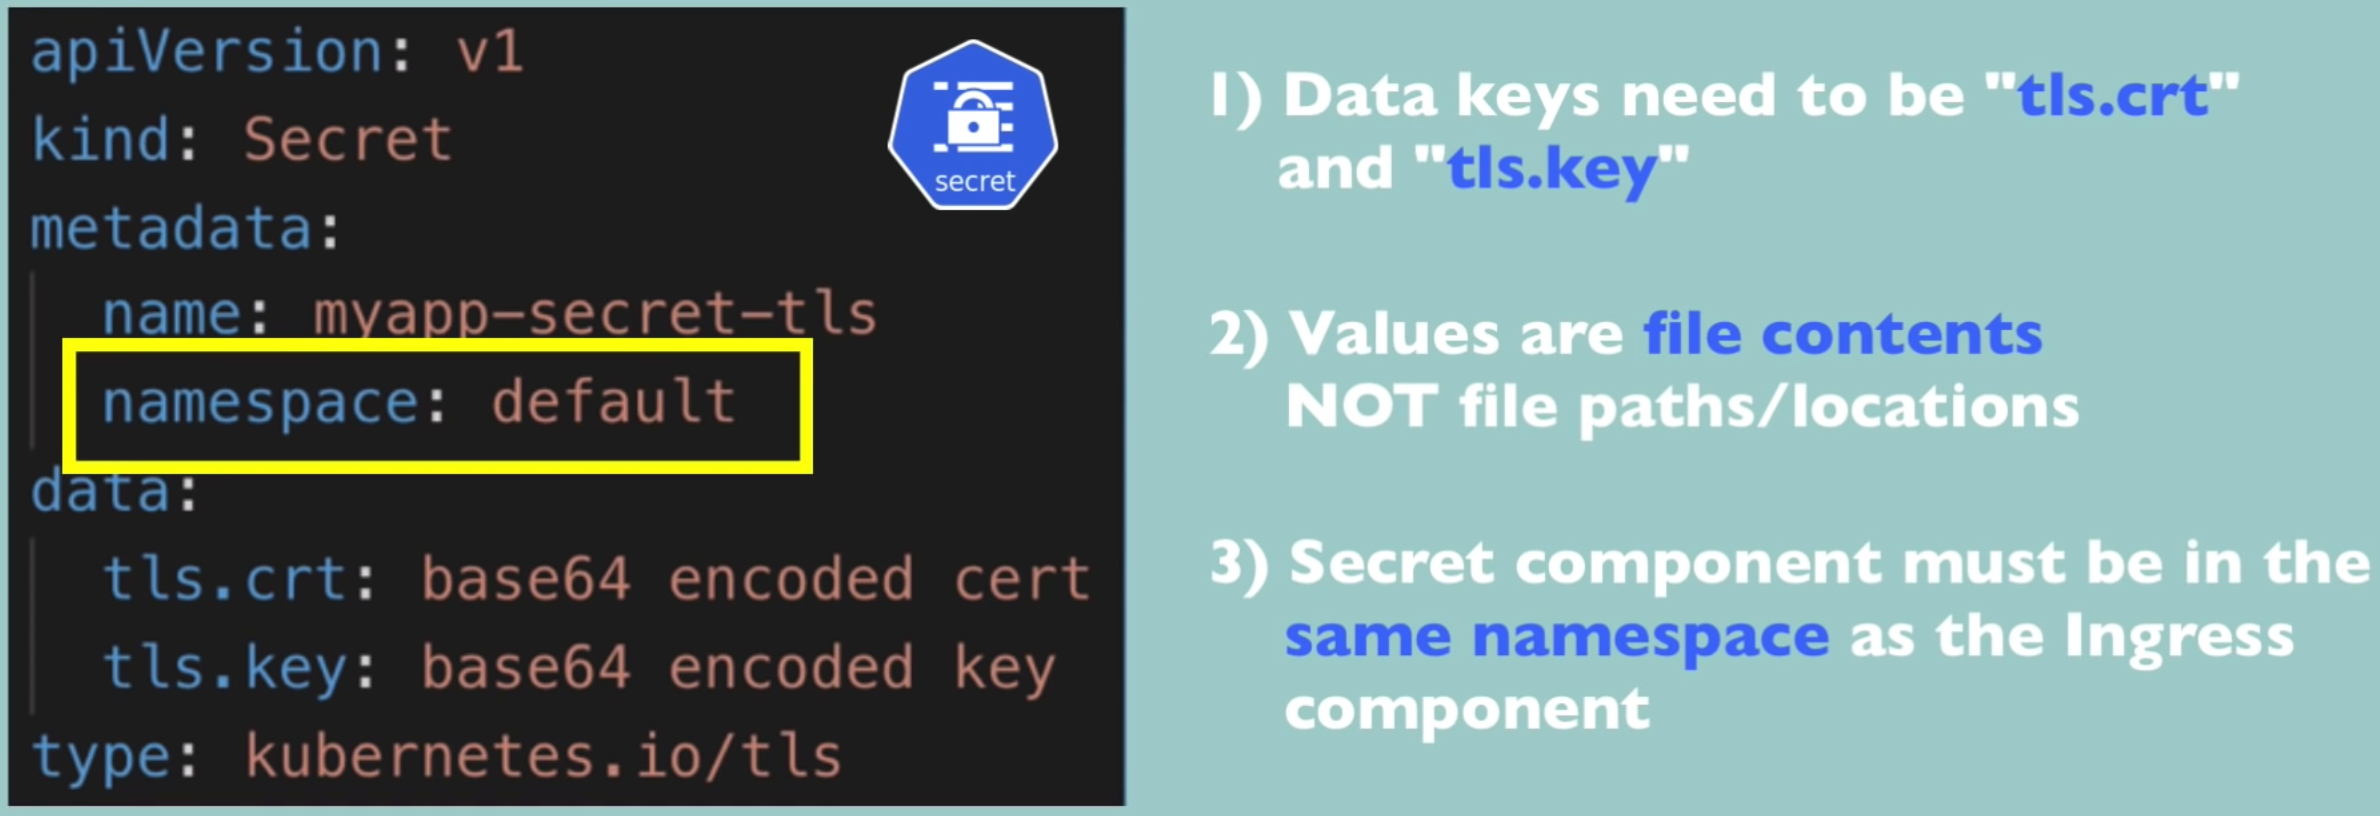 apiVersion: v1
kind: Secret
metadata:
  name: myapp-secret-tls
  namespace: default
data:
  tls.crt: base64 encoded cert
  tls.key: base64 encoded key
type: kubernetes.io/tls
secret
1) Data keys need to be "tls.crt"
and "tls.key"
2) Values are file contents
NOT file paths/locations
3) Secret component must be in the
same namespace as the Ingress
component